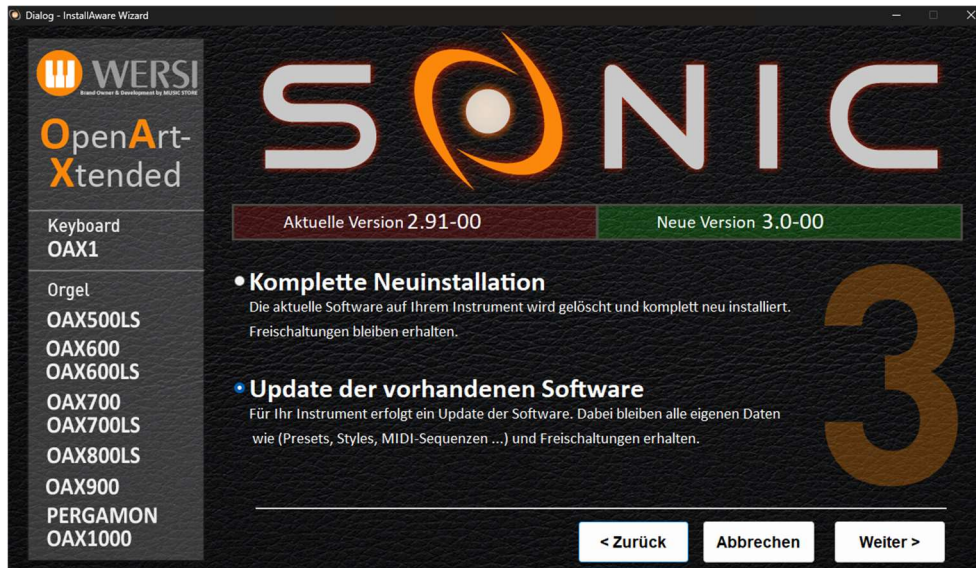 Dialog - InstallAware Wizard
WERSI
Brand Owner & Development by MUSIC STORE
OpenArt-
Xtended
Keyboard
OAX1
Orgel
OAX500LS
OAX600
OAX600LS
OAX700
OAX700LS
OAX800LS
OAX900
PERGAMON
OAX1000
SONIC
Aktuelle Version 2.91-00
Neue Version 3.0-00
Komplette Neuinstallation
Die aktuelle Software auf Ihrem Instrument wird gelöscht und komplett neu installiert.
Freischaltungen bleiben erhalten.
Update der vorhandenen Software
Für Ihr Instrument erfolgt ein Update der Software. Dabei bleiben alle eigenen Daten
wie (Presets, Styles, MIDI-Sequenzen ...) und Freischaltungen erhalten.
3
< Zurück
Abbrechen
Weiter >